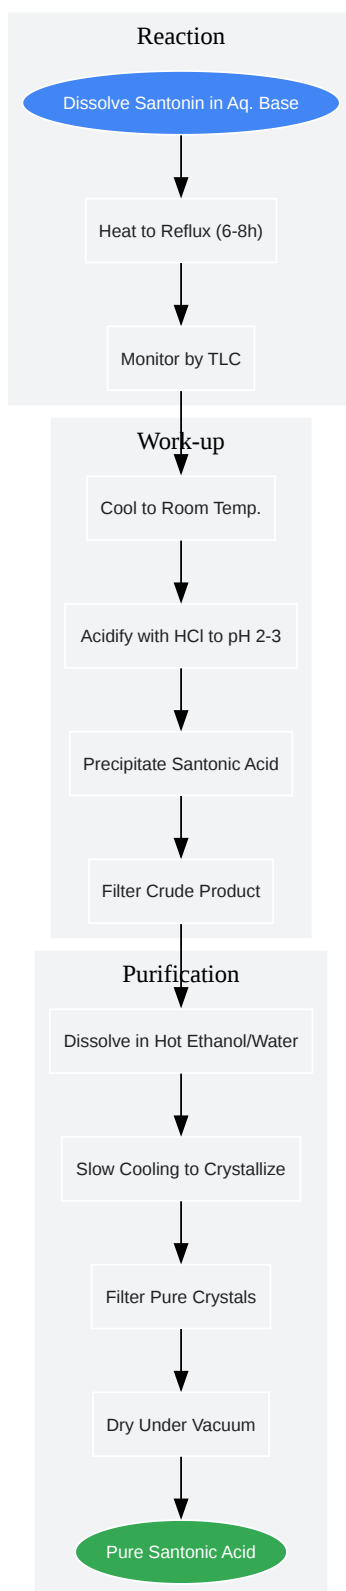 Reaction
Dissolve Santonin in Aq. Base
Heat to Reflux (6-8h)
Monitor by TLC
Work-up
Cool to Room Temp.
Acidify with HCl to pH 2-3
Precipitate Santonic Acid
Filter Crude Product
Purification
Dissolve in Hot Ethanol/Water
Slow Cooling to Crystallize
Filter Pure Crystals
Dry Under Vacuum
Pure Santonic Acid